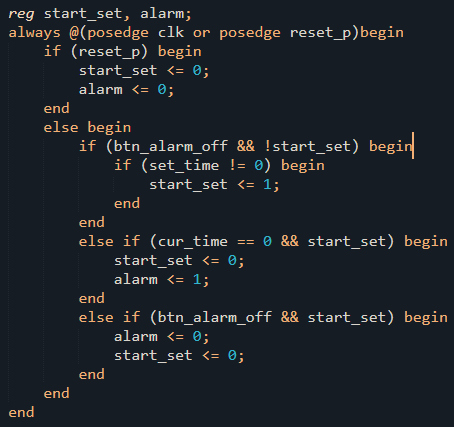 reg start_set, alarm;
always @(posedge clk or posedge reset_p)begin
    if (reset_p) begin
        start_set <= 0;
        alarm <= 0;
    end
    else begin
        if (btn_alarm_off && !start_set) begin
            if (set_time != 0) begin
                start_set <= 1;
            end
        end
        else if (cur_time == 0 && start_set) begin
            start_set <= 0;
            alarm <= 1;
        end
        else if (btn_alarm_off && start_set) begin
            alarm <= 0;
            start_set <= 0;
        end
    end
end